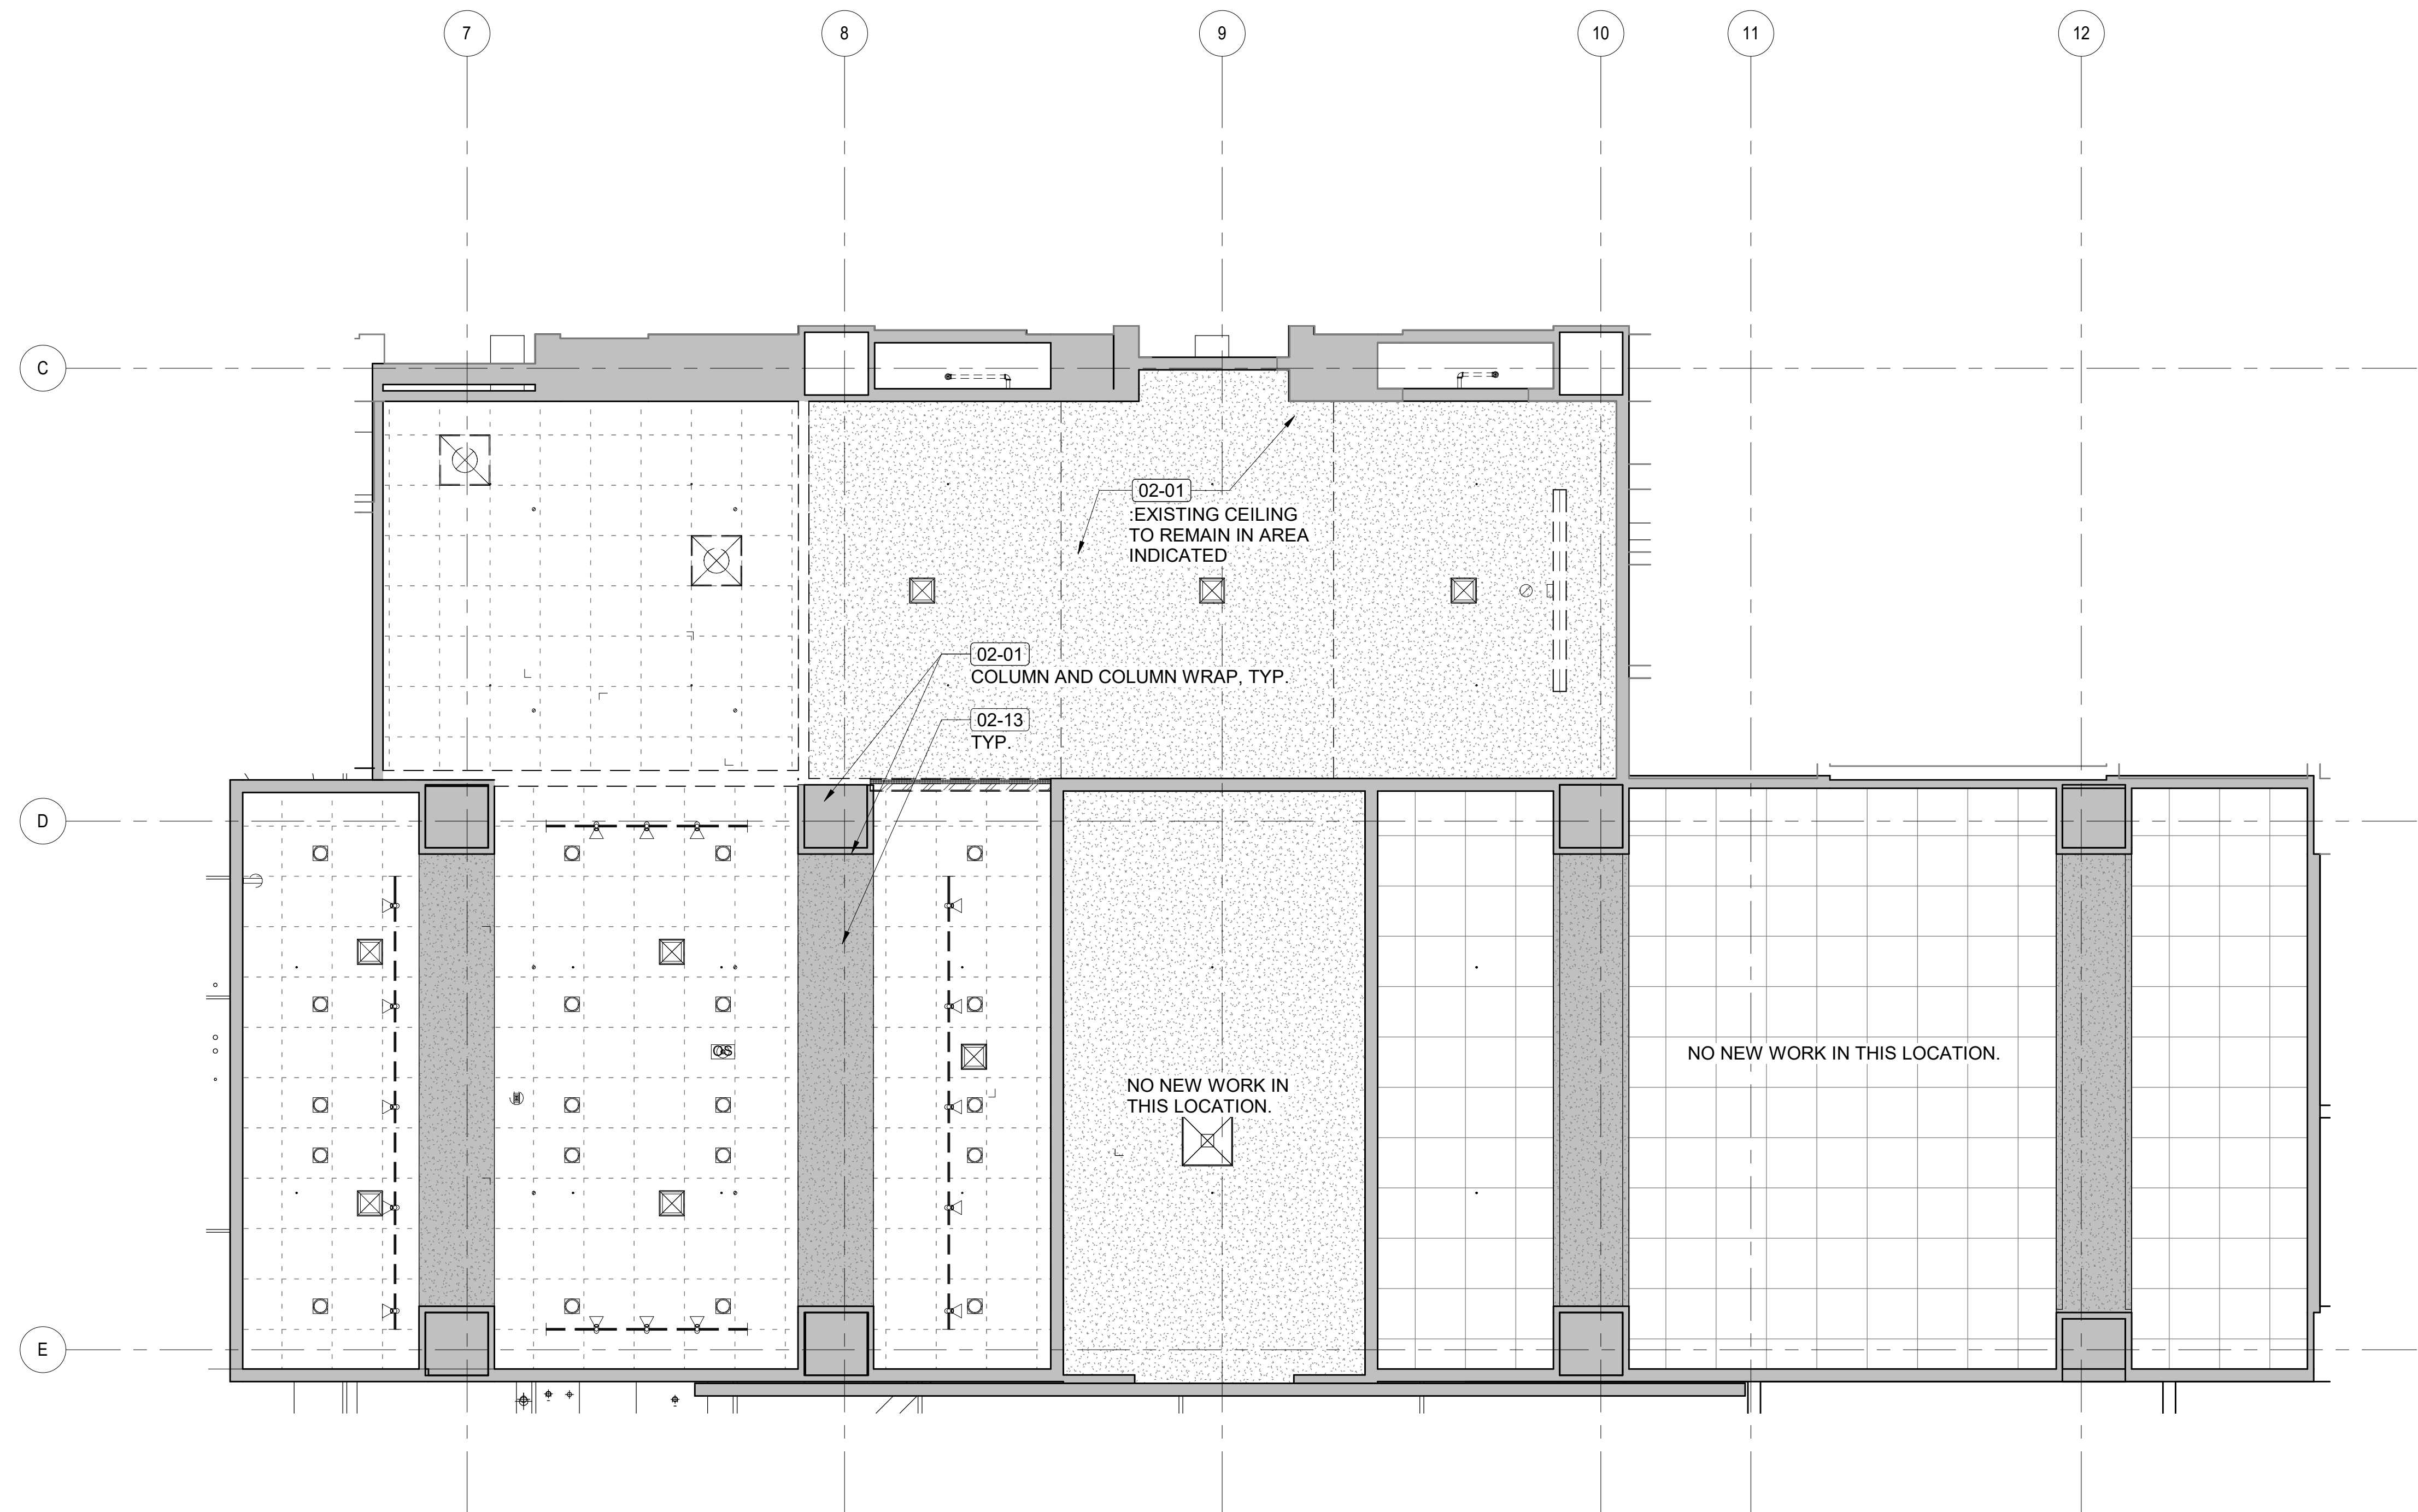 7
8
9
10
11
12
C
02-01
:EXISTING CEILING
TO REMAIN IN AREA
INDICATED
02-01
COLUMN AND COLUMN WRAP, TYP.
02-13
TYP.
D
OS
NO NEW WORK IN THIS LOCATION.
NO NEW WORK IN
THIS LOCATION.
E